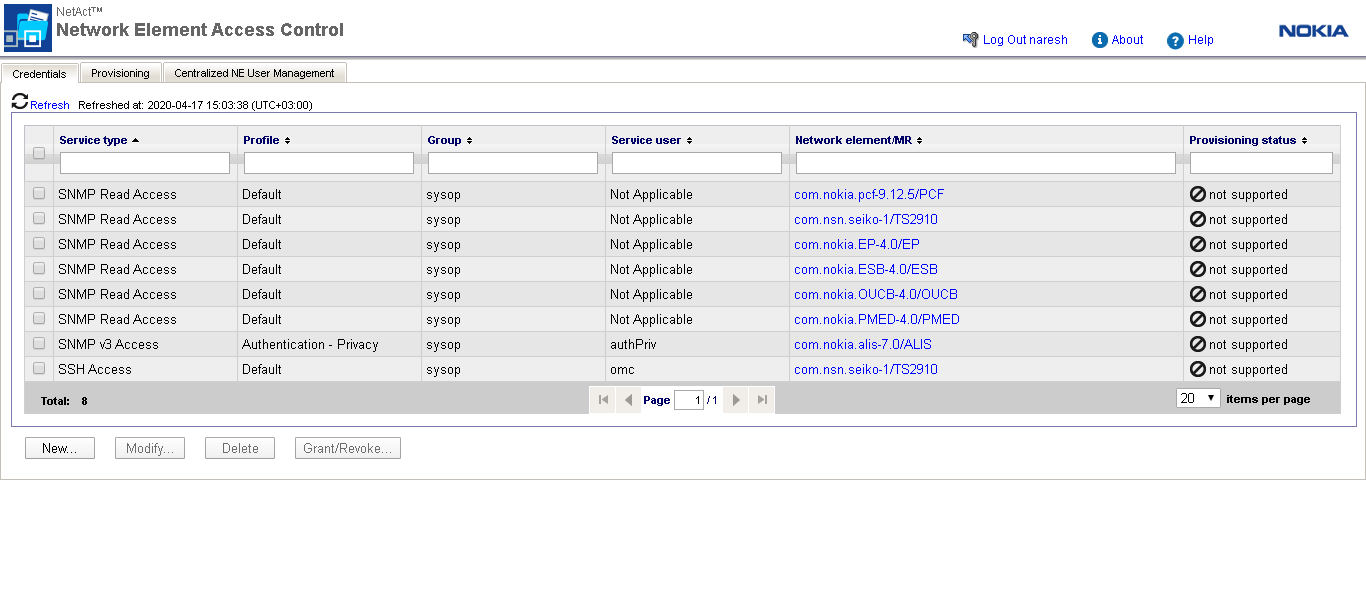 NetAct™
Network Element Access Control
Log Out naresh About Help NOKIA
Credentials Provisioning Centralized NE User Management
Refresh Refreshed at: 2020-04-17 15:03:38 (UTC+03:00)
Service type Profile Group Service user Network element/MR Provisioning status
SNMP Read Access Default sysop Not Applicable com.nokia.pcf-9.12.5/PCF not supported
SNMP Read Access Default sysop Not Applicable com.nsn.seiko-1/TS2910 not supported
SNMP Read Access Default sysop Not Applicable com.nokia.EP-4.0/EP not supported
SNMP Read Access Default sysop Not Applicable com.nokia.ESB-4.0/ESB not supported
SNMP Read Access Default sysop Not Applicable com.nokia.OUCB-4.0/OUCB not supported
SNMP Read Access Default sysop Not Applicable com.nokia.PMED-4.0/PMED not supported
SNMP v3 Access Authentication - Privacy sysop authPriv com.nokia.alis-7.0/ALIS not supported
SSH Access Default sysop omc com.nsn.seiko-1/TS2910 not supported
Total: 8 Page 1 /1 20 items per page
New... Modify... Delete Grant/Revoke...